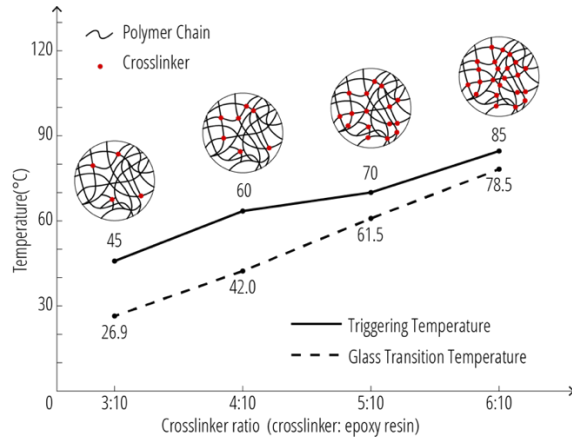 120
90
60
30
0
Temperature(°C)
Polymer Chain
Crosslinker
45
60
70
85
26.9
42.0
61.5
78.5
Triggering Temperature
Glass Transition Temperature
3:10
4:10
5:10
6:10
Crosslinker ratio (crosslinker: epoxy resin)